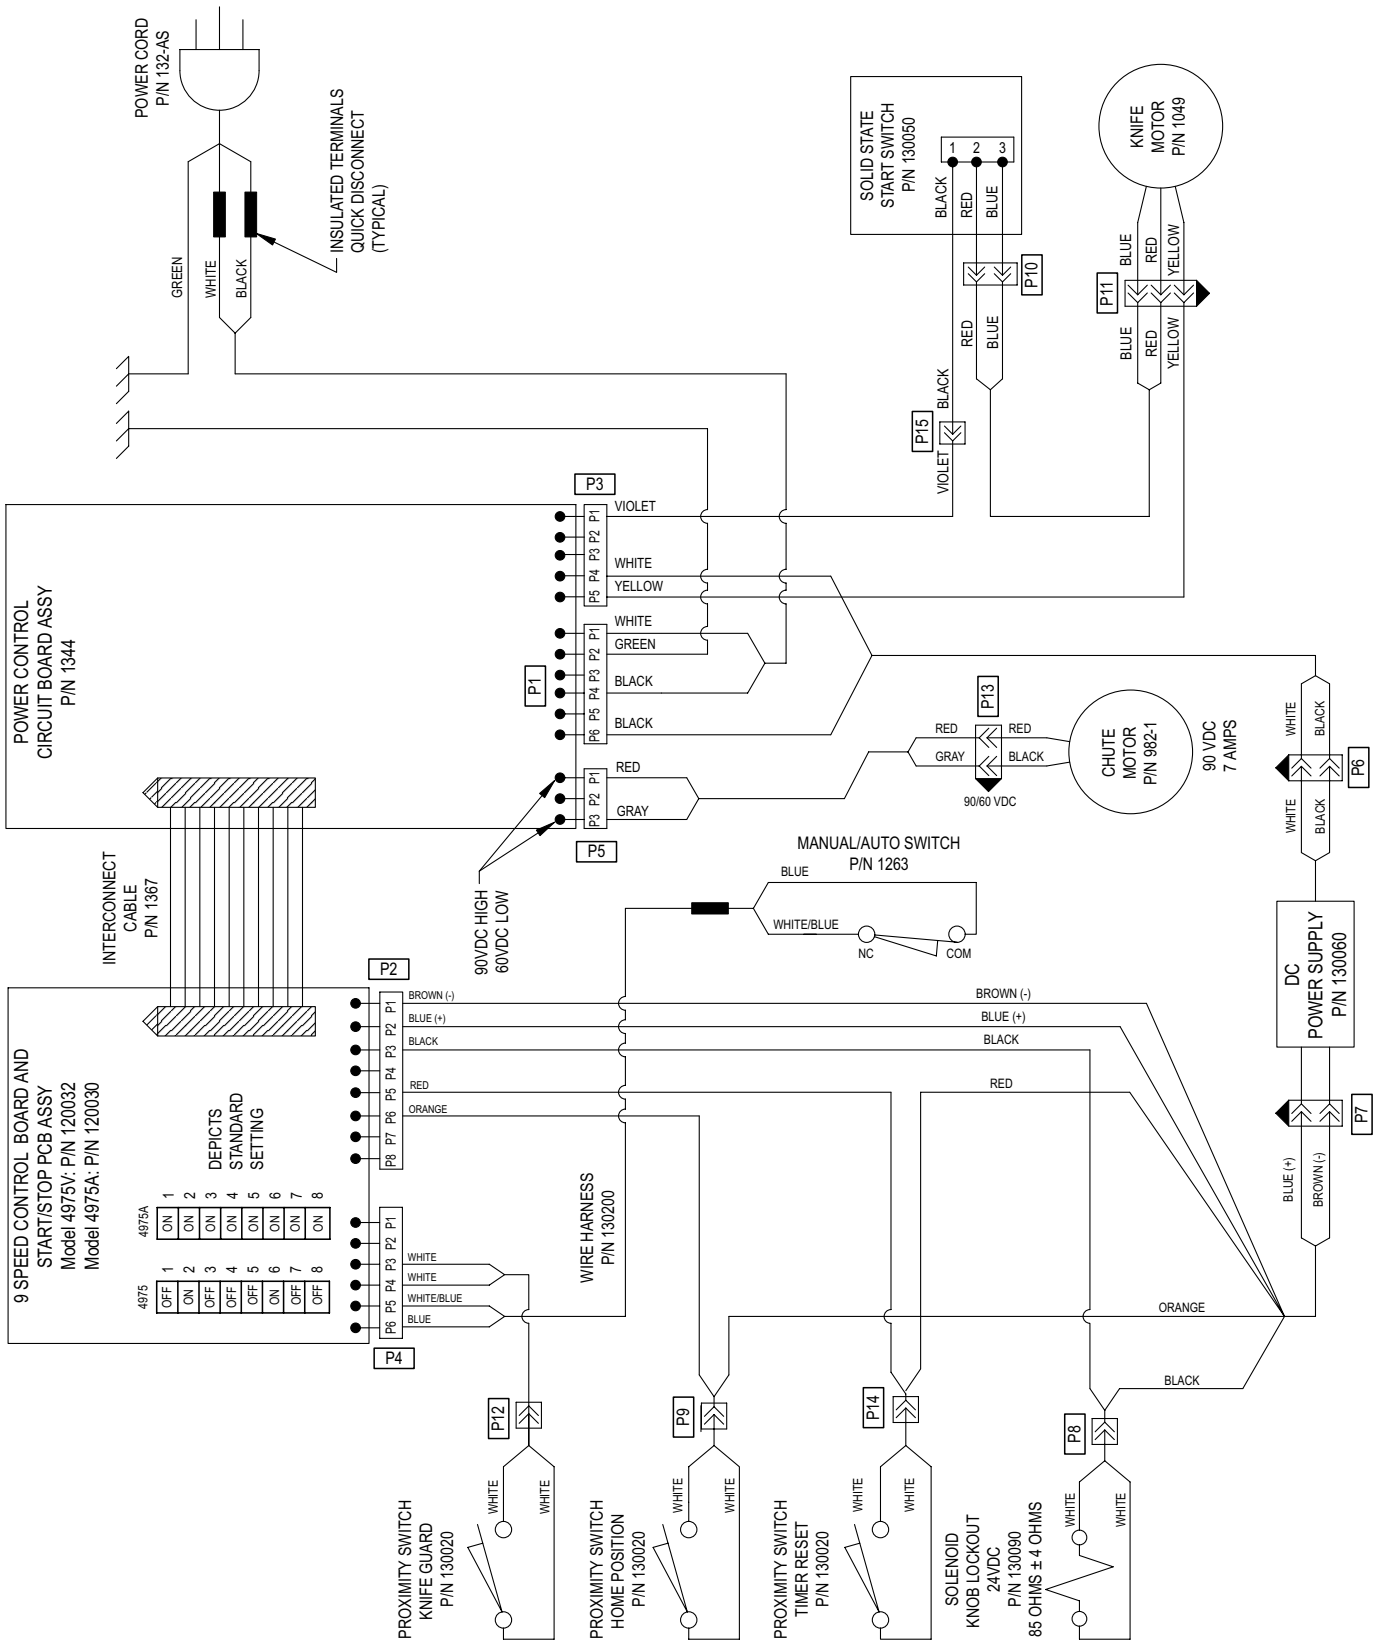 POWER CORD
P/N 132-AS
INSULATED TERMINALS
QUICK DISCONNECT
(TYPICAL)
GREEN
WHITE
BLACK
SOLID STATE
START SWITCH
P/N 130050
1
2
3
BLACK
RED
BLUE
P10
RED
BLUE
BLACK
P15
VIOLET
KNIFE
MOTOR
P/N 1049
BLUE
RED
YELLOW
P11
BLUE
RED
YELLOW
POWER CONTROL
CIRCUIT BOARD ASSY
P/N 1344
P3
P1
P2
P3
P4
P5
VIOLET
WHITE
YELLOW
P1
P1
P2
P3
P4
P5
P6
WHITE
GREEN
BLACK
BLACK
P5
P1
P2
P3
RED
GRAY
90VDC HIGH
60VDC LOW
P13
RED
GRAY
RED
BLACK
90/60 VDC
CHUTE
MOTOR
P/N 982-1
90 VDC
7 AMPS
WHITE
BLACK
P6
WHITE
BLACK
DC
POWER SUPPLY
P/N 130060
P7
BLUE (+)
BROWN (-)
INTERCONNECT
CABLE
P/N 1367
MANUAL/AUTO SWITCH
P/N 1263
BLUE
WHITE/BLUE
NC
COM
9 SPEED CONTROL BOARD AND
START/STOP PCB ASSY
Model 4975V: P/N 120032
Model 4975A: P/N 120030
DEPICTS
STANDARD
SETTING
4975A
ON 1
ON 2
ON 3
ON 4
ON 5
ON 6
ON 7
ON 8
4975
OFF 1
ON 2
OFF 3
OFF 4
OFF 5
ON 6
OFF 7
OFF 8
P2
P1
P2
P3
P4
P5
P6
P7
P8
BROWN (-)
BLUE (+)
BLACK
RED
ORANGE
BROWN (-)
BLUE (+)
BLACK
RED
P4
P1
P2
P3
P4
P5
P6
WHITE
WHITE
WHITE/BLUE
BLUE
WIRE HARNESS
P/N 130200
ORANGE
BLACK
P12
PROXIMITY SWITCH
KNIFE GUARD
P/N 130020
WHITE
WHITE
P9
PROXIMITY SWITCH
HOME POSITION
P/N 130020
WHITE
WHITE
P14
PROXIMITY SWITCH
TIMER RESET
P/N 130020
WHITE
WHITE
P8
SOLENOID
KNOB LOCKOUT
24VDC
P/N 130090
85 OHMS ± 4 OHMS
WHITE
WHITE